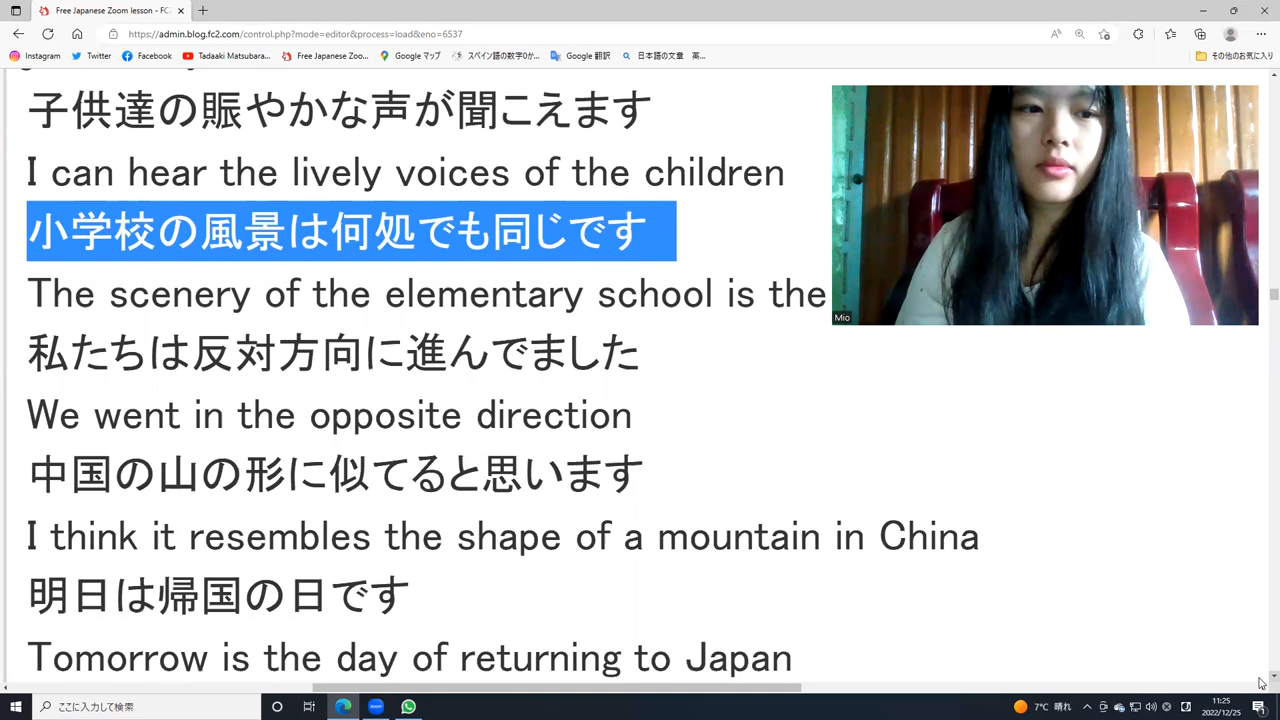 Free Japanese Zoom lesson - FC2
https://admin.blog.fc2.com/control.php?mode=editor&process=load&eno=6537
Instagram Twitter Facebook Tadaaki Matsubara... Free Japanese Zoo... Google マップ スペイン語の数字0か... Google 翻訳 日本語の文章 英... その他のお気に入り
子供達の賑やかな声が聞こえます
I can hear the lively voices of the children
小学校の風景は何処でも同じです
The scenery of the elementary school is the
私たちは反対方向に進んでました
We went in the opposite direction
中国の山の形に似てると思います
I think it resembles the shape of a mountain in China
明日は帰国の日です
Tomorrow is the day of returning to Japan
Mio
ここに入力して検索
zoom
7°C 晴れ
11:25
2022/12/25